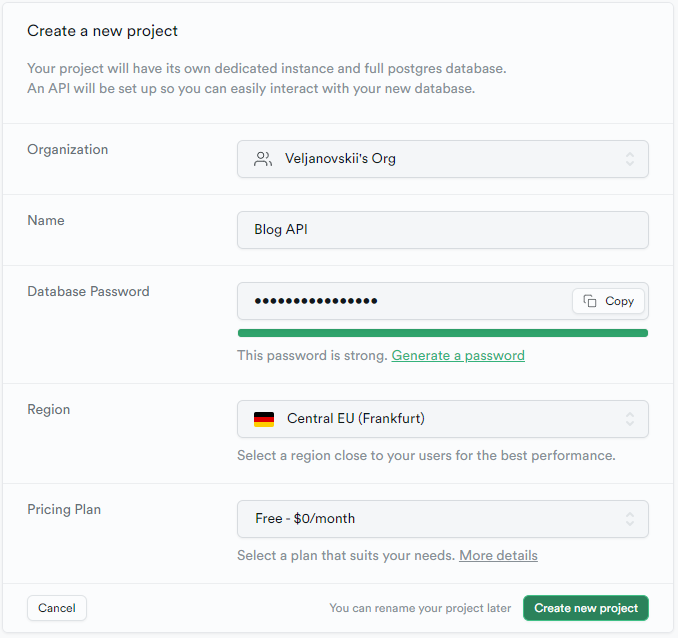 Create a new project
Your project will have its own dedicated instance and full postgres database.
An API will be set up so you can easily interact with your new database.
Organization
Veljanovskii's Org
Name
Blog API
Database Password
••••••••••••••••
Copy
This password is strong. Generate a password
Region
Central EU (Frankfurt)
Select a region close to your users for the best performance.
Pricing Plan
Free - $0/month
Select a plan that suits your needs. More details
Cancel
You can rename your project later
Create new project